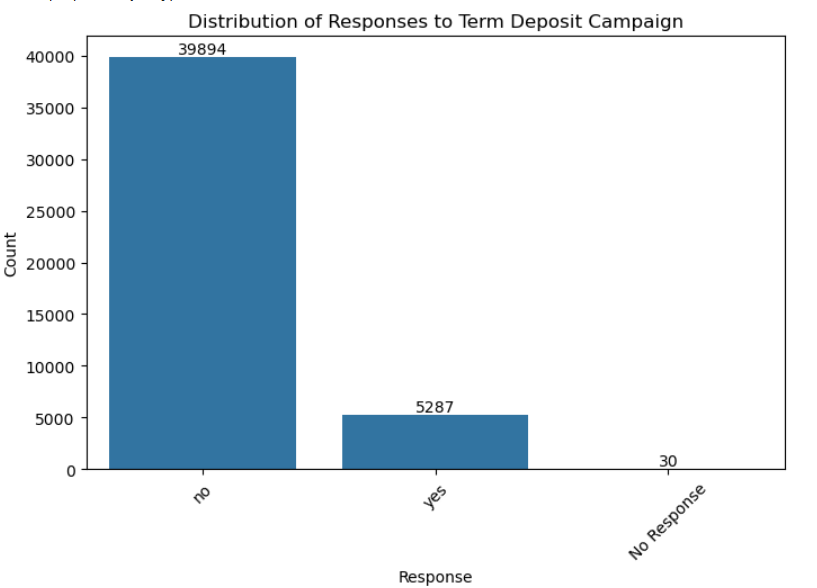 Distribution of Responses to Term Deposit Campaign
39894
40000
35000
30000
25000
20000
15000
10000
5000
0
Count
5287
30
no
yes
No Response
Response